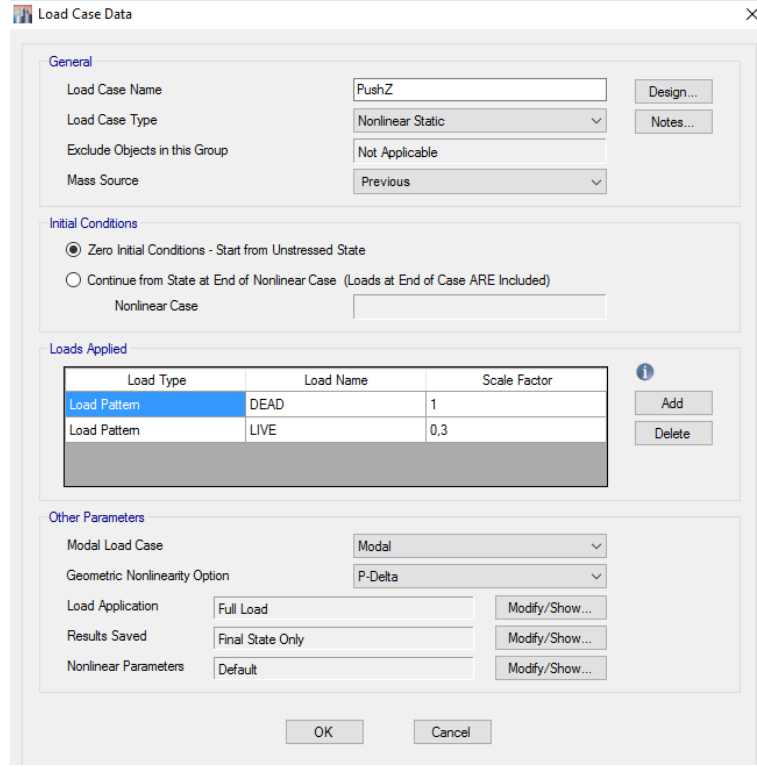 Load Case Data
General
Load Case Name PushZ Design...
Load Case Type Nonlinear Static Notes...
Exclude Objects in this Group Not Applicable
Mass Source Previous
Initial Conditions
Zero Initial Conditions - Start from Unstressed State
Continue from State at End of Nonlinear Case (Loads at End of Case ARE Included)
Nonlinear Case
Loads Applied
Load Type Load Name Scale Factor
Load Pattern DEAD 1 Add
Load Pattern LIVE 0,3 Delete
Other Parameters
Modal Load Case Modal
Geometric Nonlinearity Option P-Delta
Load Application Full Load Modify/Show...
Results Saved Final State Only Modify/Show...
Nonlinear Parameters Default Modify/Show...
OK Cancel